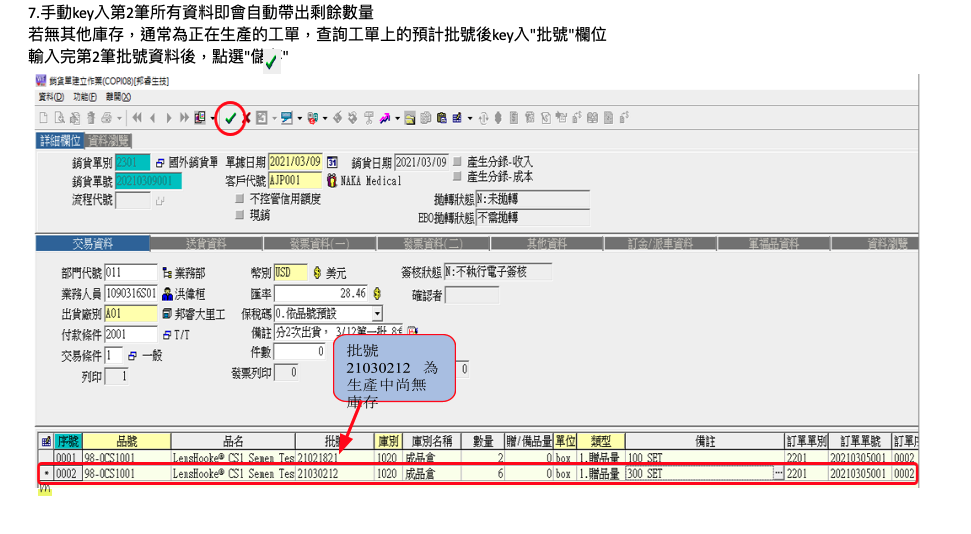 7.手動key入第2筆所有資料即會自動帶出剩餘數量
若無其他庫存，通常為正在生產的工單，查詢工單上的預計批號後key入"批號"欄位
輸入完第2筆批號資料後，點選"儲 "
銷貨單建立作業(COPI08)[邦睿生技]
資料(D) 功能(F) 離開(X)
詳細欄位 資料瀏覽
銷貨單別 2301 國外銷貨單 單據日期 2021/03/09 銷貨日期 2021/03/09 產生分錄-收入
銷貨單號 20210309001 客戶代號 AJP001 NAKA Medical 產生分錄-成本
流程代號 不控管信用額度 拋轉狀態 N:未拋轉
現銷 EBO拋轉狀態 不需拋轉
交易資料 送貨資料 發票資料(一) 發票資料(二) 其他資料 訂金/派車資料 單福品資料 資料瀏覽
部門代號 011 業務部 幣別 USD 美元 簽核狀態 N:不執行電子簽核
業務人員 1090316S01 洪偉桓 匯率 28.46 確認者
出貨廠別 A01 邦睿大里工 保稅碼 0.依品號預設
付款條件 2001 T/T 備註 分2次出貨， 3/12第一批
交易條件 1 一般 件數 0
列印 1 發票列印 0 0
批號
21030212 為
生產中尚無
庫存
序號 品號 品名 批號 庫別 庫別名稱 數量 贈/備品量 單位 類型 備註 訂單單別 訂單單號 訂單序
0001 98-OCS1001 LensHooke® CS1 Semen Tes 21021821 1020 成品倉 2 0 box 1.贈品量 100 SET 2201 20210305001 0002
* 0002 98-OCS1001 LensHooke® CS1 Semen Tes 21030212 1020 成品倉 6 0 box 1.贈品量 300 SET ... 2201 20210305001 0002